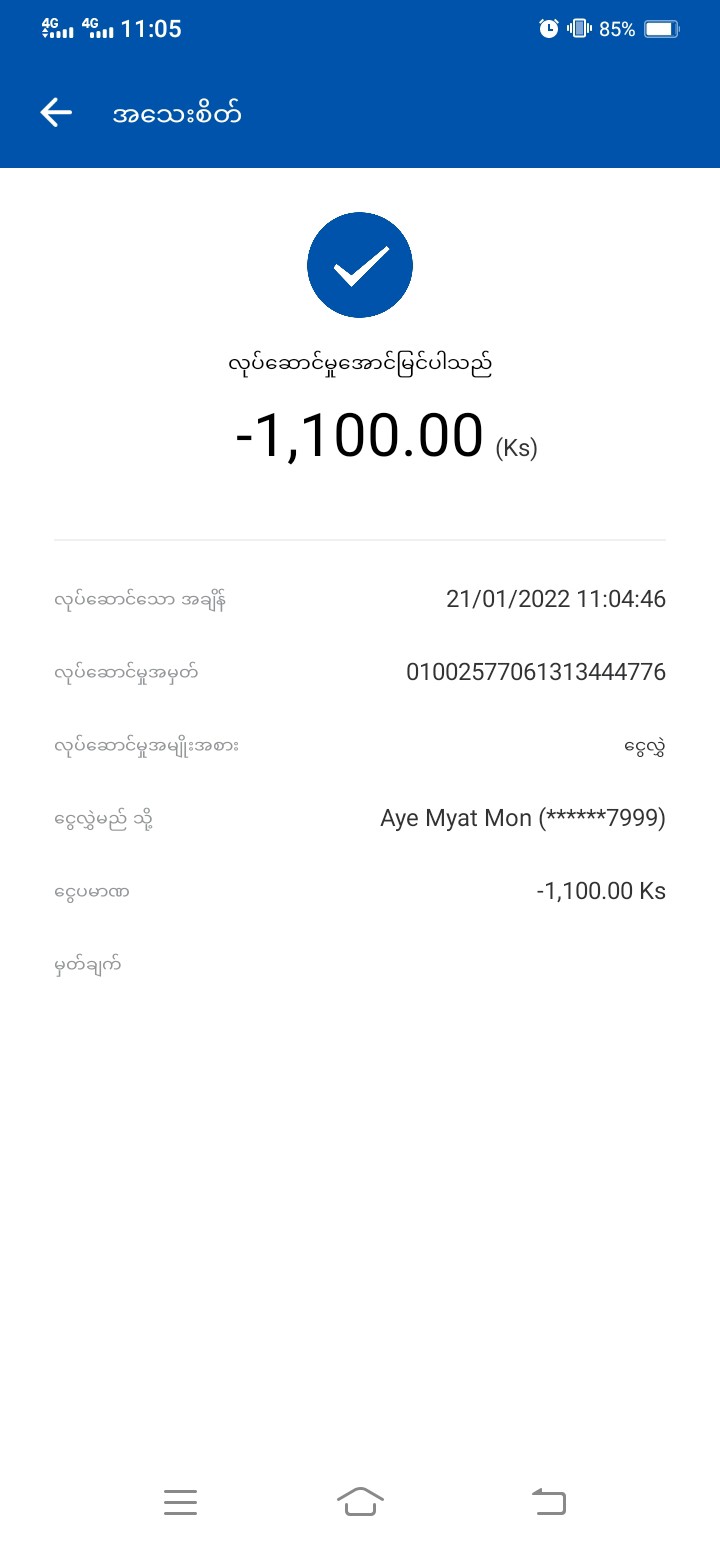 4G 4G 11:05 85%
အသေးစိတ်
လုပ်ဆောင်မှုအောင်မြင်ပါသည်
-1,100.00 (Ks)
လုပ်ဆောင်သော အချိန် 21/01/2022 11:04:46
လုပ်ဆောင်မှုအမှတ် 01002577061313444776
လုပ်ဆောင်မှုအမျိုးအစား ငွေလွှဲ
ငွေလွှဲမည် သို့ Aye Myat Mon (******7999)
ငွေပမာဏ -1,100.00 Ks
မှတ်ချက်